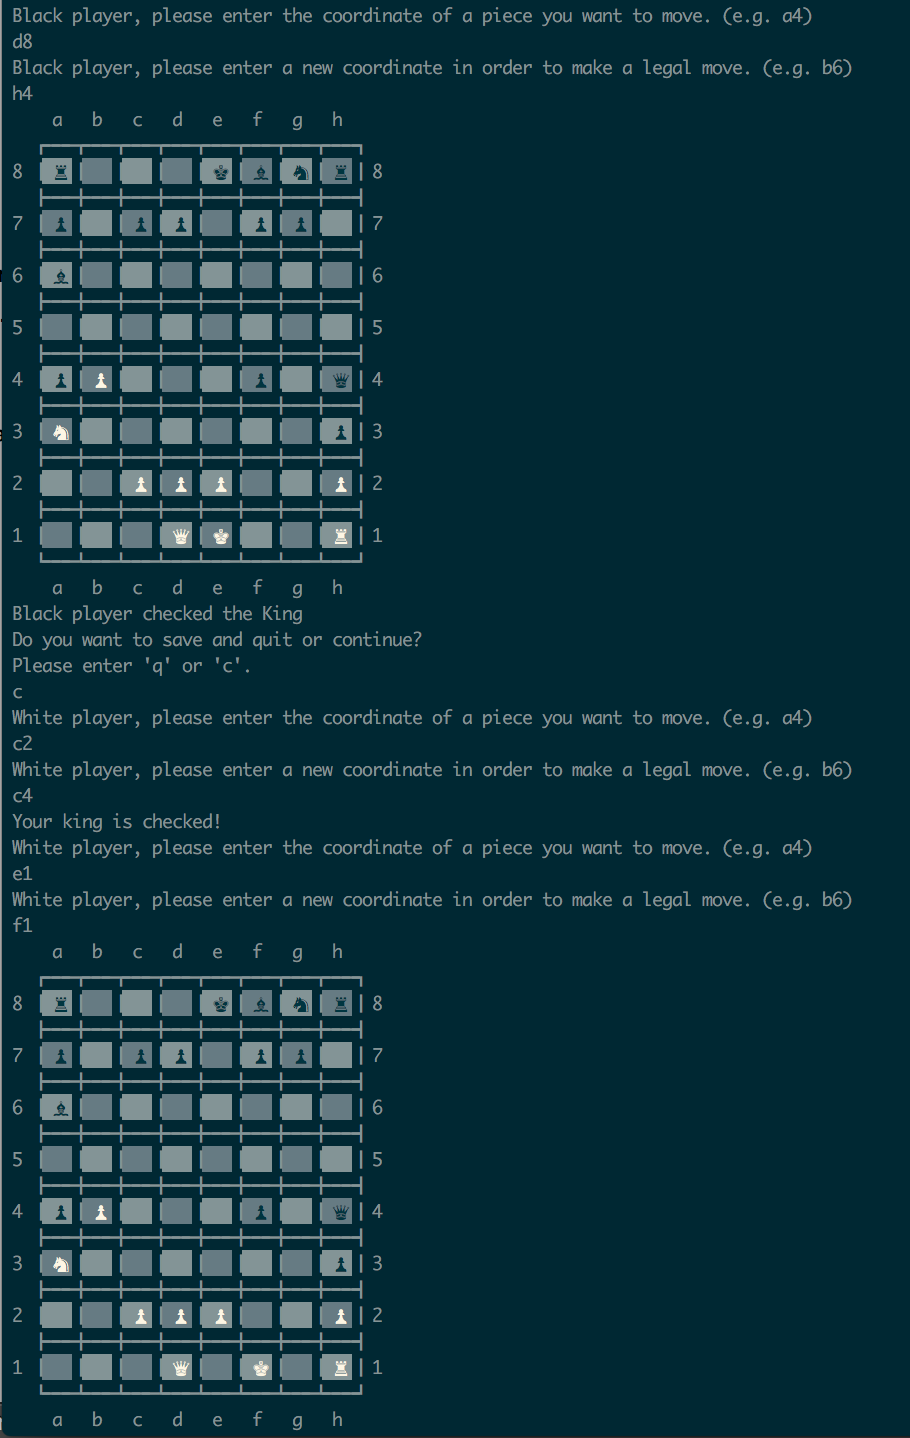 Black player, please enter the coordinate of a piece you want to move. (e.g. a4)
d8
Black player, please enter a new coordinate in order to make a legal move. (e.g. b6)
h4
a b c d e f g h
8 ♜ ♚ ♝ ♞ ♜ 8
7 ♟ ♟ ♟ ♟ ♟ 7
6 ♝ 6
5 5
4 ♟ ♟ ♟ ♛ 4
3 ♞ ♟ 3
2 ♟ ♟ ♟ ♟ 2
1 ♛ ♚ ♜ 1
a b c d e f g h
Black player checked the King
Do you want to save and quit or continue?
Please enter 'q' or 'c'.
c
White player, please enter the coordinate of a piece you want to move. (e.g. a4)
c2
White player, please enter a new coordinate in order to make a legal move. (e.g. b6)
c4
Your king is checked!
White player, please enter the coordinate of a piece you want to move. (e.g. a4)
e1
White player, please enter a new coordinate in order to make a legal move. (e.g. b6)
f1
a b c d e f g h
8 ♜ ♚ ♝ ♞ ♜ 8
7 ♟ ♟ ♟ ♟ ♟ 7
6 ♝ 6
5 5
4 ♟ ♟ ♟ ♛ 4
3 ♞ ♟ 3
2 ♟ ♟ ♟ ♟ 2
1 ♛ ♚ ♜ 1
a b c d e f g h